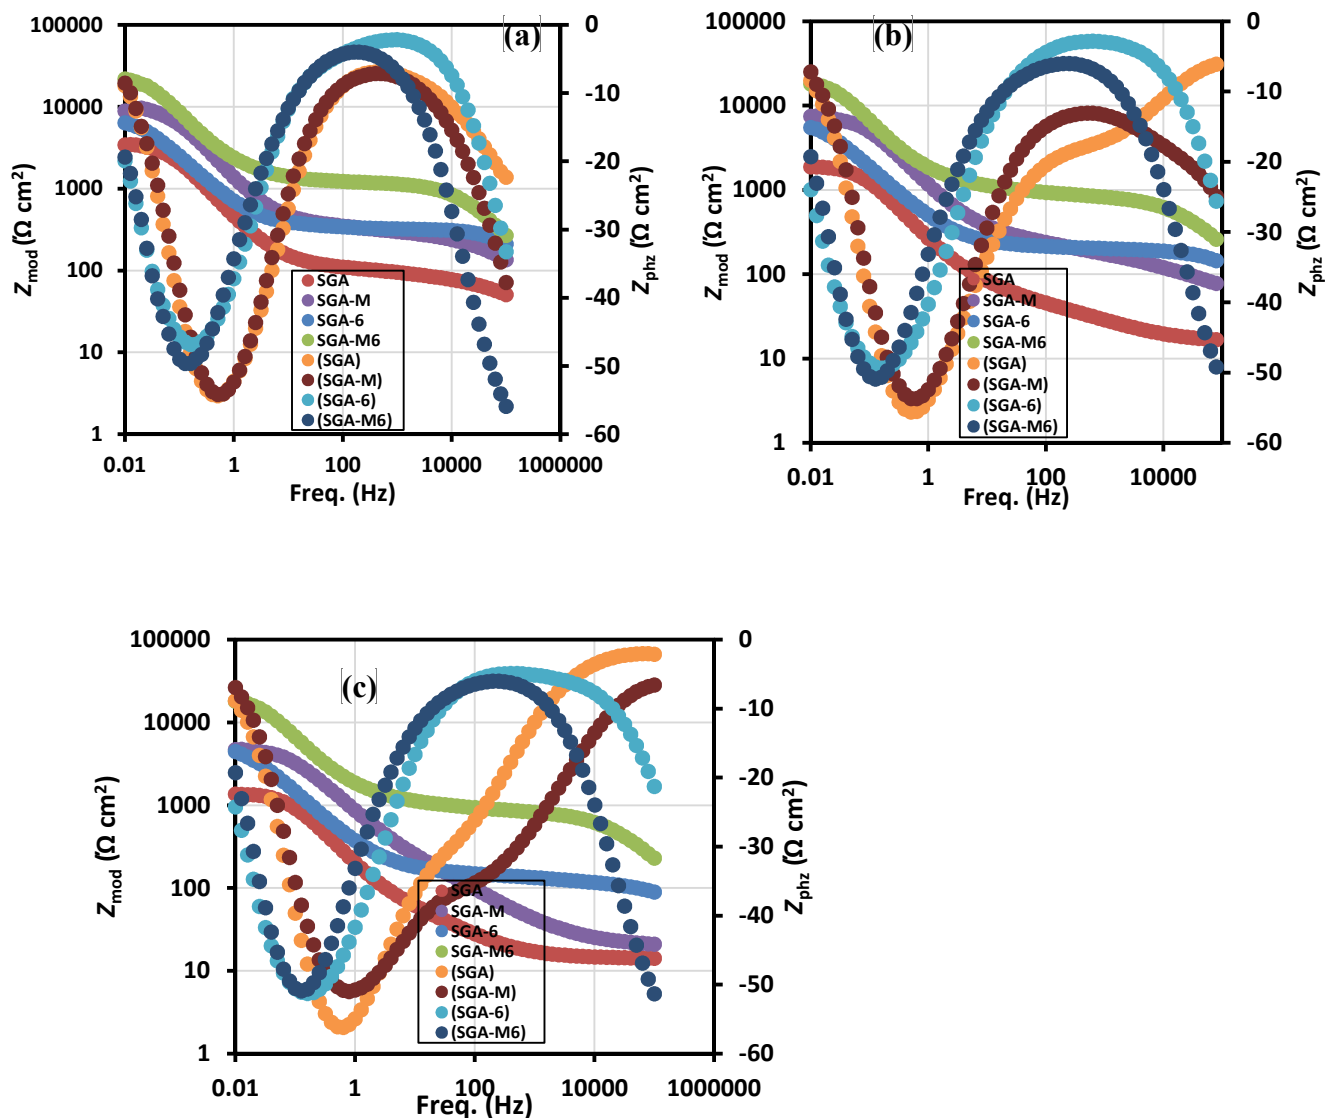 (a)
100000
10000
1000
100
10
1
Zmod (Ω cm2)
0
-10
-20
-30
-40
-50
-60
Zphz (Ω cm2)
SGA
SGA-M
SGA-6
SGA-M6
(SGA)
(SGA-M)
(SGA-6)
(SGA-M6)
0.01 1 100 10000 1000000
Freq. (Hz)
(b)
100000
10000
1000
100
10
1
Zmod (Ω cm2)
0
-10
-20
-30
-40
-50
-60
Zphz (Ω cm2)
SGA
SGA-M
SGA-6
SGA-M6
(SGA)
(SGA-M)
(SGA-6)
(SGA-M6)
0.01 1 100 10000
Freq. (Hz)
(c)
100000
10000
1000
100
10
1
Zmod (Ω cm2)
0
-10
-20
-30
-40
-50
-60
Zphz (Ω cm2)
SGA
SGA-M
SGA-6
SGA-M6
(SGA)
(SGA-M)
(SGA-6)
(SGA-M6)
0.01 1 100 10000 1000000
Freq. (Hz)